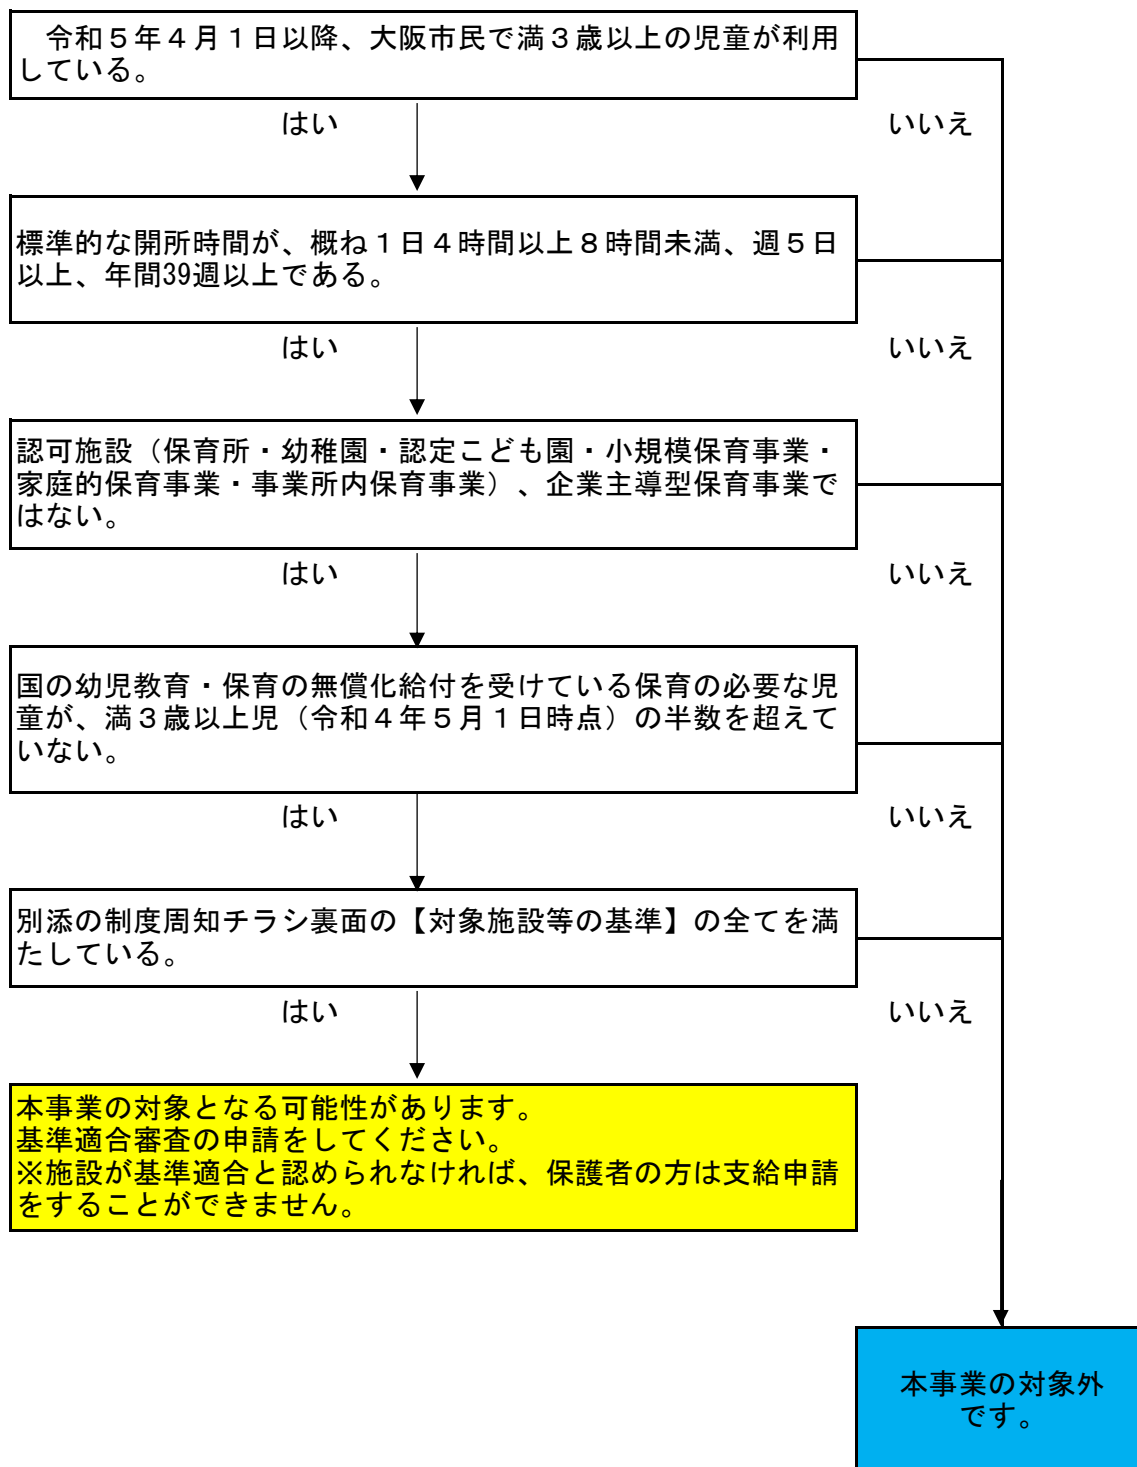 令和５年４月１日以降、大阪市民で満３歳以上の児童が利用
している。
はい
いいえ
標準的な開所時間が、概ね１日４時間以上８時間未満、週５日
以上、年間39週以上である。
はい
いいえ
認可施設（保育所・幼稚園・認定こども園・小規模保育事業・
家庭的保育事業・事業所内保育事業）、企業主導型保育事業で
はない。
はい
いいえ
国の幼児教育・保育の無償化給付を受けている保育の必要な児
童が、満３歳以上児（令和４年５月１日時点）の半数を超えて
いない。
はい
いいえ
別添の制度周知チラシ裏面の【対象施設等の基準】の全てを満
たしている。
はい
いいえ
本事業の対象となる可能性があります。
基準適合審査の申請をしてください。
※施設が基準適合と認められなければ、保護者の方は支給申請
をすることができません。
本事業の対象外
です。